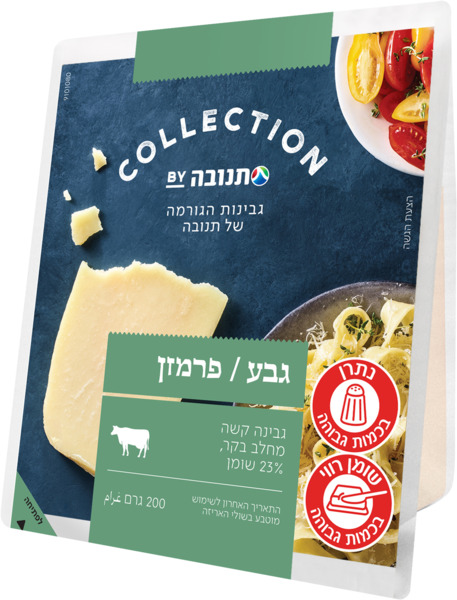 COLLECTION
BY תנובה
גבינות הגורמה
של תנובה
הצעת הגשה
גבע / פרמזן
גבינה קשה
מחלב בקר,
23% שומן
200 גרם غرام
התאריך האחרון לשימוש
מוטבע בשולי האריזה
נתרן
בכמות גבוהה
שומן רווי
בכמות גבוהה
לפתיחה